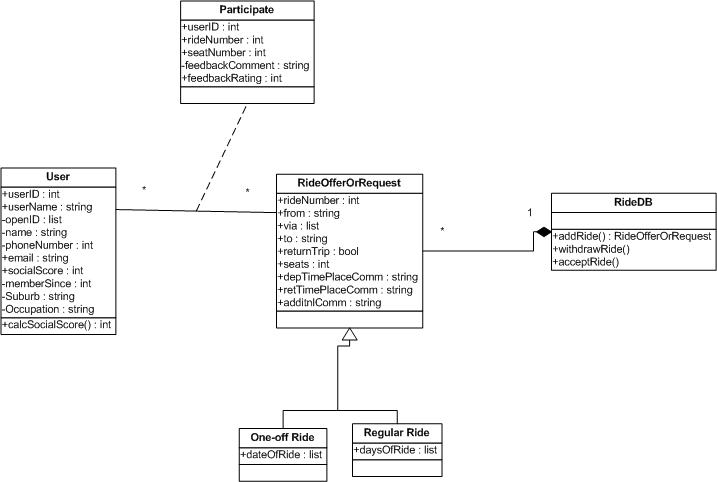 Participate
+userID : int
+rideNumber : int
+seatNumber : int
-feedbackComment : string
+feedbackRating : int
User
+userID : int
+userName : string
-openID : list
-name : string
-phoneNumber : int
+email : string
+socialScore : int
-memberSince : int
-Suburb : string
-Occupation : string
+calcSocialScore() : int
*
*
RideOfferOrRequest
+rideNumber : int
+from : string
+via : list
+to : string
+returnTrip : bool
+seats : int
+depTimePlaceComm : string
+retTimePlaceComm : string
+additnlComm : string
*
1
RideDB
+addRide() : RideOfferOrRequest
+withdrawRide()
+acceptRide()
One-off Ride
+dateOfRide : list
Regular Ride
+daysOfRide : list